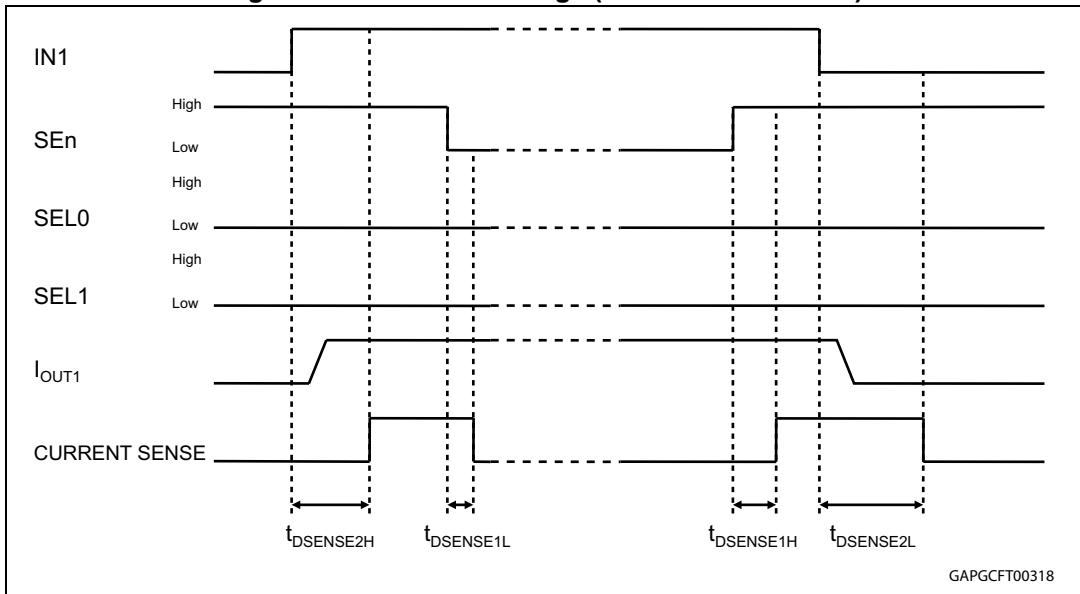 IN1
High
SEn
Low
High
SEL0
Low
High
SEL1
Low
IOUT1
CURRENT SENSE
tDSENSE2H tDSENSE1L tDSENSE1H tDSENSE2L
GAPGCFT00318